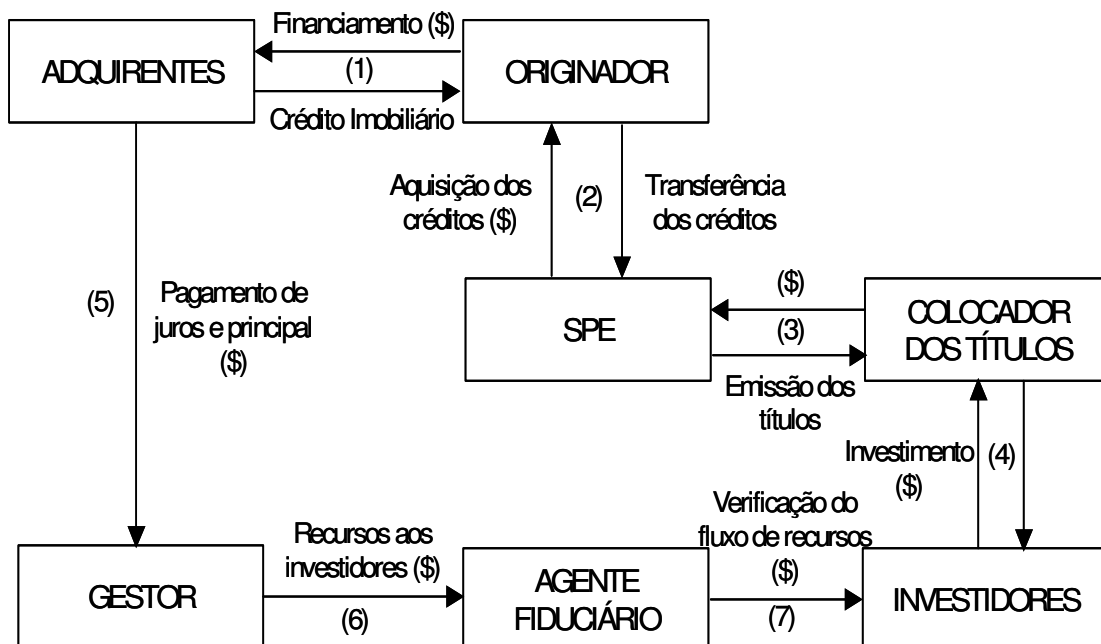 Financiamento ($)
ADQUIRENTES
(1)
ORIGINADOR
Crédito Imobiliário
Aquisição dos
créditos ($)
(2)
Transferência
dos créditos
(5)
Pagamento de
juros e principal
($)
SPE
($)
(3)
Emissão dos
títulos
COLOCADOR
DOS TÍTULOS
Investimento
($)
(4)
GESTOR
Recursos aos
investidores ($)
(6)
AGENTE
FIDUCIÁRIO
Verificação do
fluxo de recursos
($)
(7)
INVESTIDORES